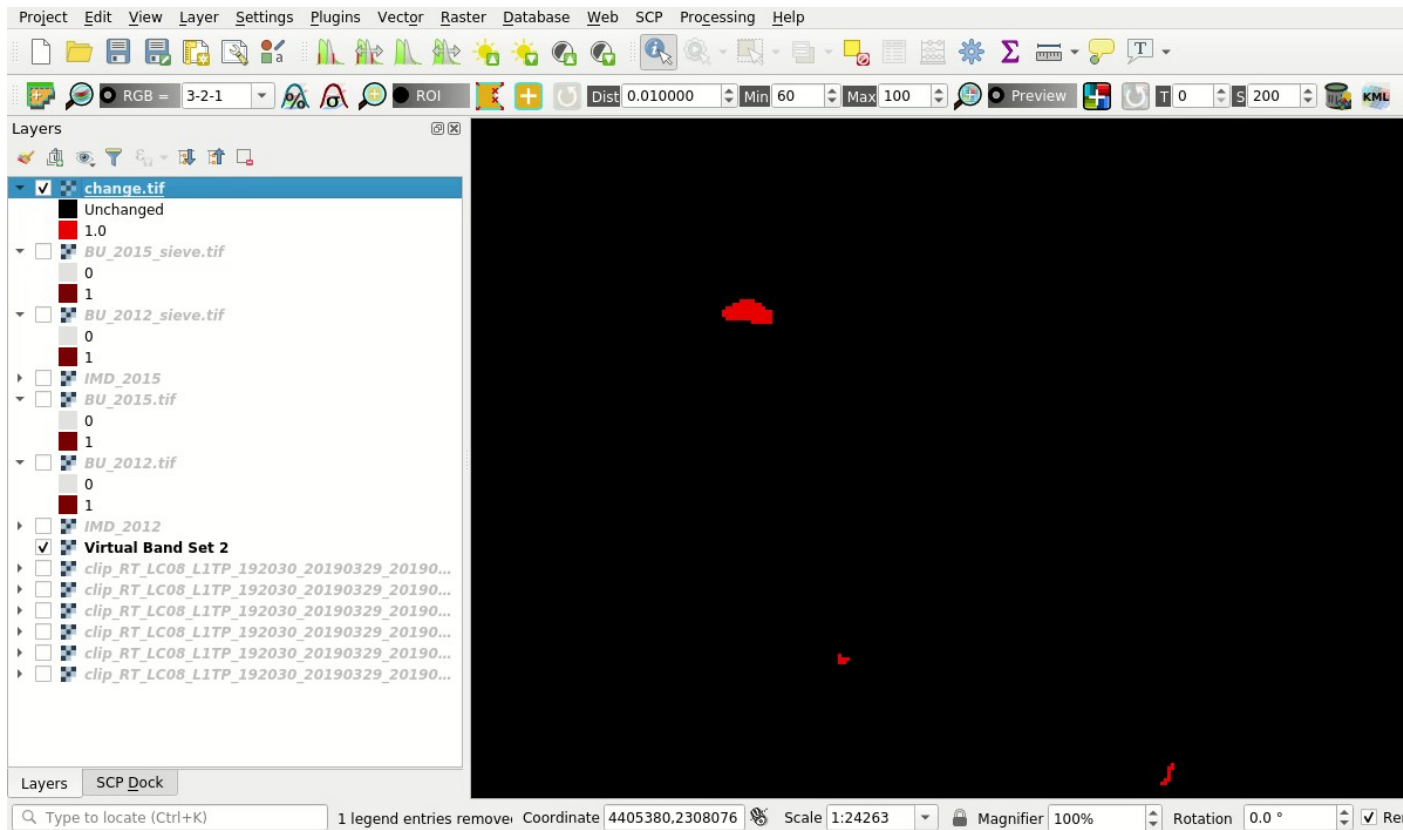 Project Edit View Layer Settings Plugins Vector Raster Database Web SCP Processing Help
a T
RGB = 3-2-1 ROI Dist 0.010000 Min 60 Max 100 Preview T 0 S 200 KML
Layers
change.tif
Unchanged
1.0
BU_2015_sieve.tif
0
1
BU_2012_sieve.tif
0
1
IMD_2015
BU_2015.tif
0
1
BU_2012.tif
0
1
IMD_2012
Virtual Band Set 2
clip_RT_LC08_L1TP_192030_20190329_20190...
clip_RT_LC08_L1TP_192030_20190329_20190...
clip_RT_LC08_L1TP_192030_20190329_20190...
clip_RT_LC08_L1TP_192030_20190329_20190...
clip_RT_LC08_L1TP_192030_20190329_20190...
clip_RT_LC08_L1TP_192030_20190329_20190...
Layers SCP Dock
Type to locate (Ctrl+K) 1 legend entries remove Coordinate 4405380,2308076 Scale 1:24263 Magnifier 100% Rotation 0.0 ° Re